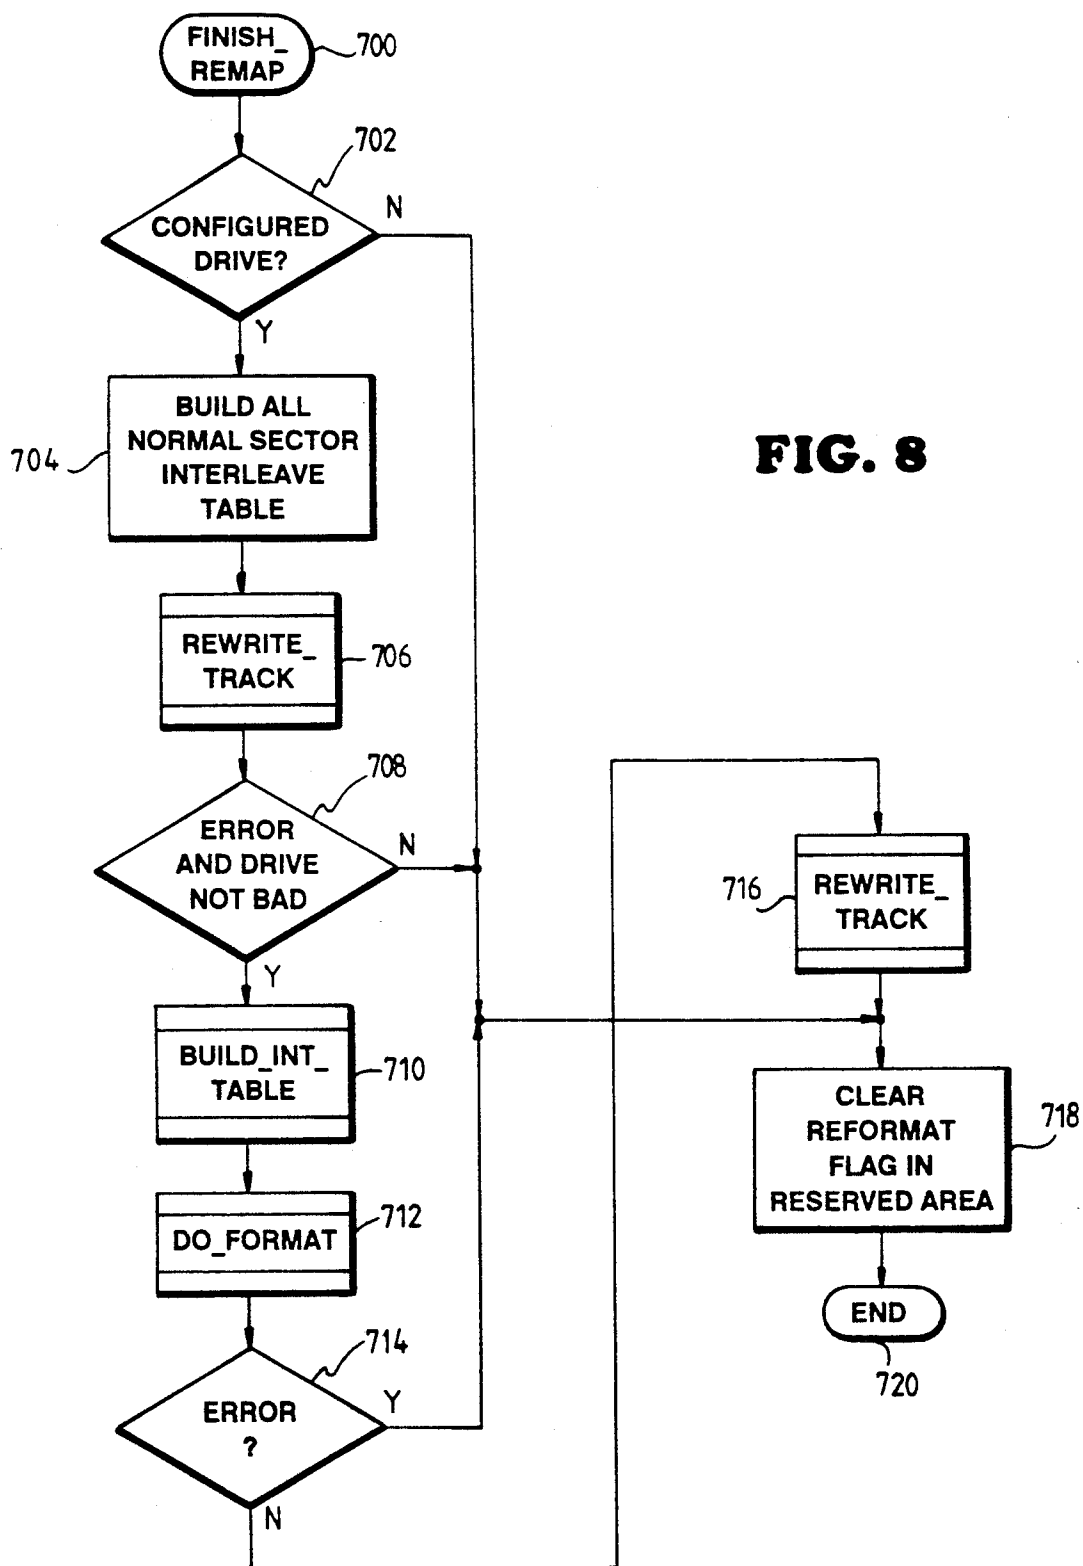 FINISH_
REMAP
700
702
N
CONFIGURED
DRIVE?
Y
BUILD ALL
NORMAL SECTOR
INTERLEAVE
TABLE
704
FIG. 8
REWRITE_
TRACK
706
708
ERROR
AND DRIVE
NOT BAD
N
Y
BUILD_INT_
TABLE
710
DO_FORMAT
712
714
ERROR
?
Y
N
REWRITE_
TRACK
716
CLEAR
REFORMAT
FLAG IN
RESERVED AREA
718
END
720